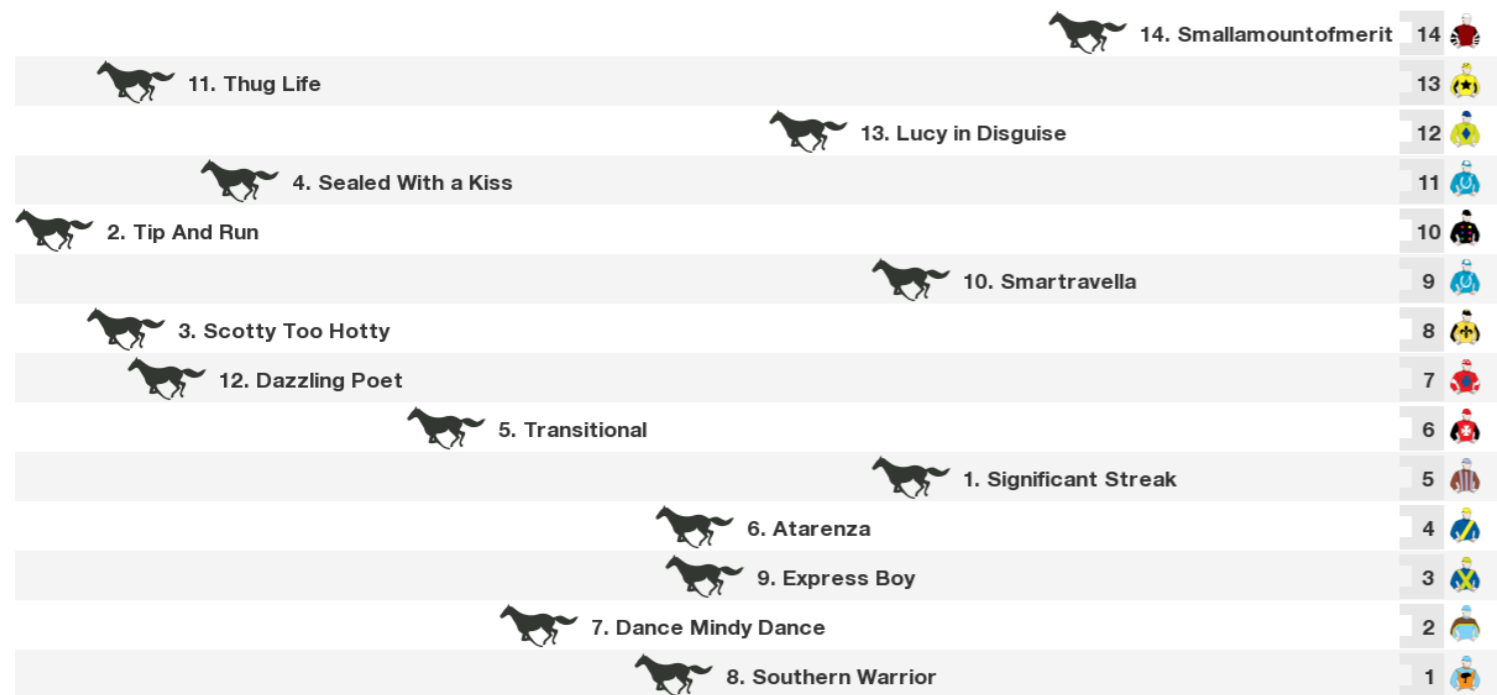 14. Smallamountofmerit 14
11. Thug Life 13
13. Lucy in Disguise 12
4. Sealed With a Kiss 11
2. Tip And Run 10
10. Smartravella 9
3. Scotty Too Hotty 8
12. Dazzling Poet 7
5. Transitional 6
1. Significant Streak 5
6. Atarenza 4
9. Express Boy 3
7. Dance Mindy Dance 2
8. Southern Warrior 1